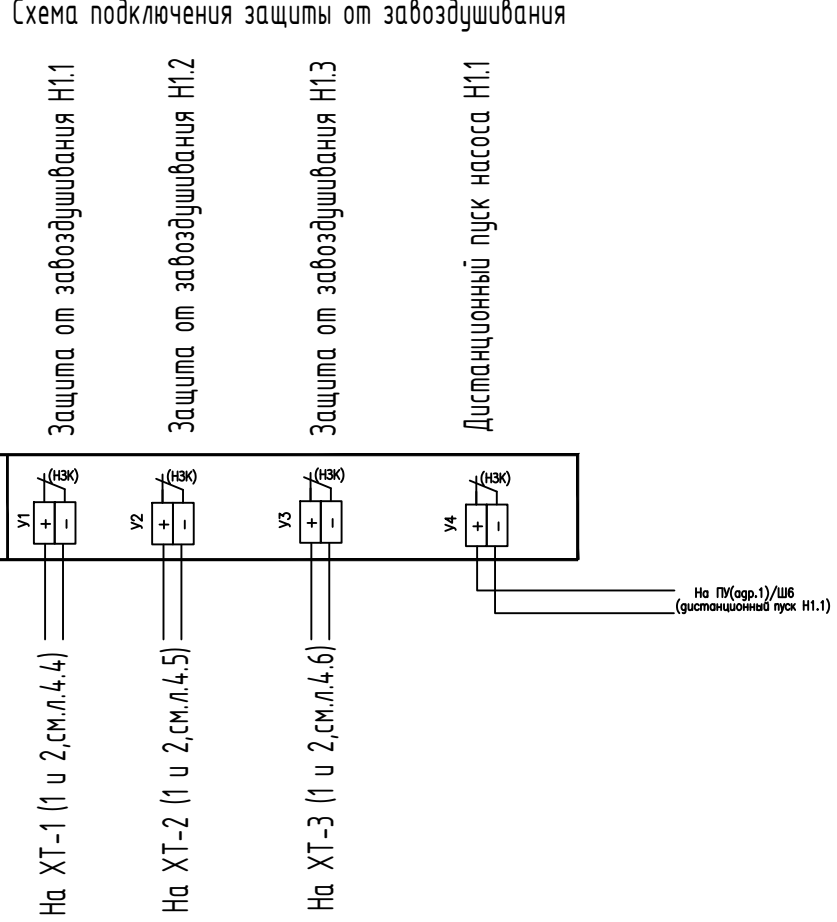 Схема подключения защиты от завоздушивания
Защита от завоздушивания Н1.1
Защита от завоздушивания Н1.2
Защита от завоздушивания Н1.3
Дистанционный пуск насоса Н1.1
(НЗК)
(НЗК)
(НЗК)
(НЗК)
У1
+ -
У2
+ -
У3
+ -
У4
+ -
На ПУ(адр.1)/Ш6
(дистанционный пуск Н1.1)
На ХТ-1 (1 и 2,см.л.4.4)
На ХТ-2 (1 и 2,см.л.4.5)
На ХТ-3 (1 и 2,см.л.4.6)